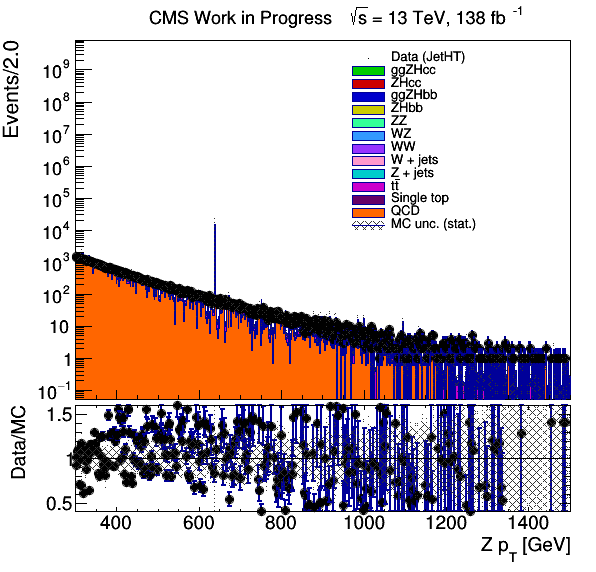 CMS Work in Progress √s = 13 TeV, 138 fb⁻¹
Events/2.0
Data (JetHT)
ggZHcc
ZHcc
ggZHbb
ZHbb
ZZ
WZ
WW
W + jets
Z + jets
tt̄
Single top
QCD
MC unc. (stat.)
10⁹
10⁸
10⁷
10⁶
10⁵
10⁴
10³
10²
10
1
10⁻¹
Data/MC
1.5
1
0.5
400 600 800 1000 1200 1400
Z p_T [GeV]